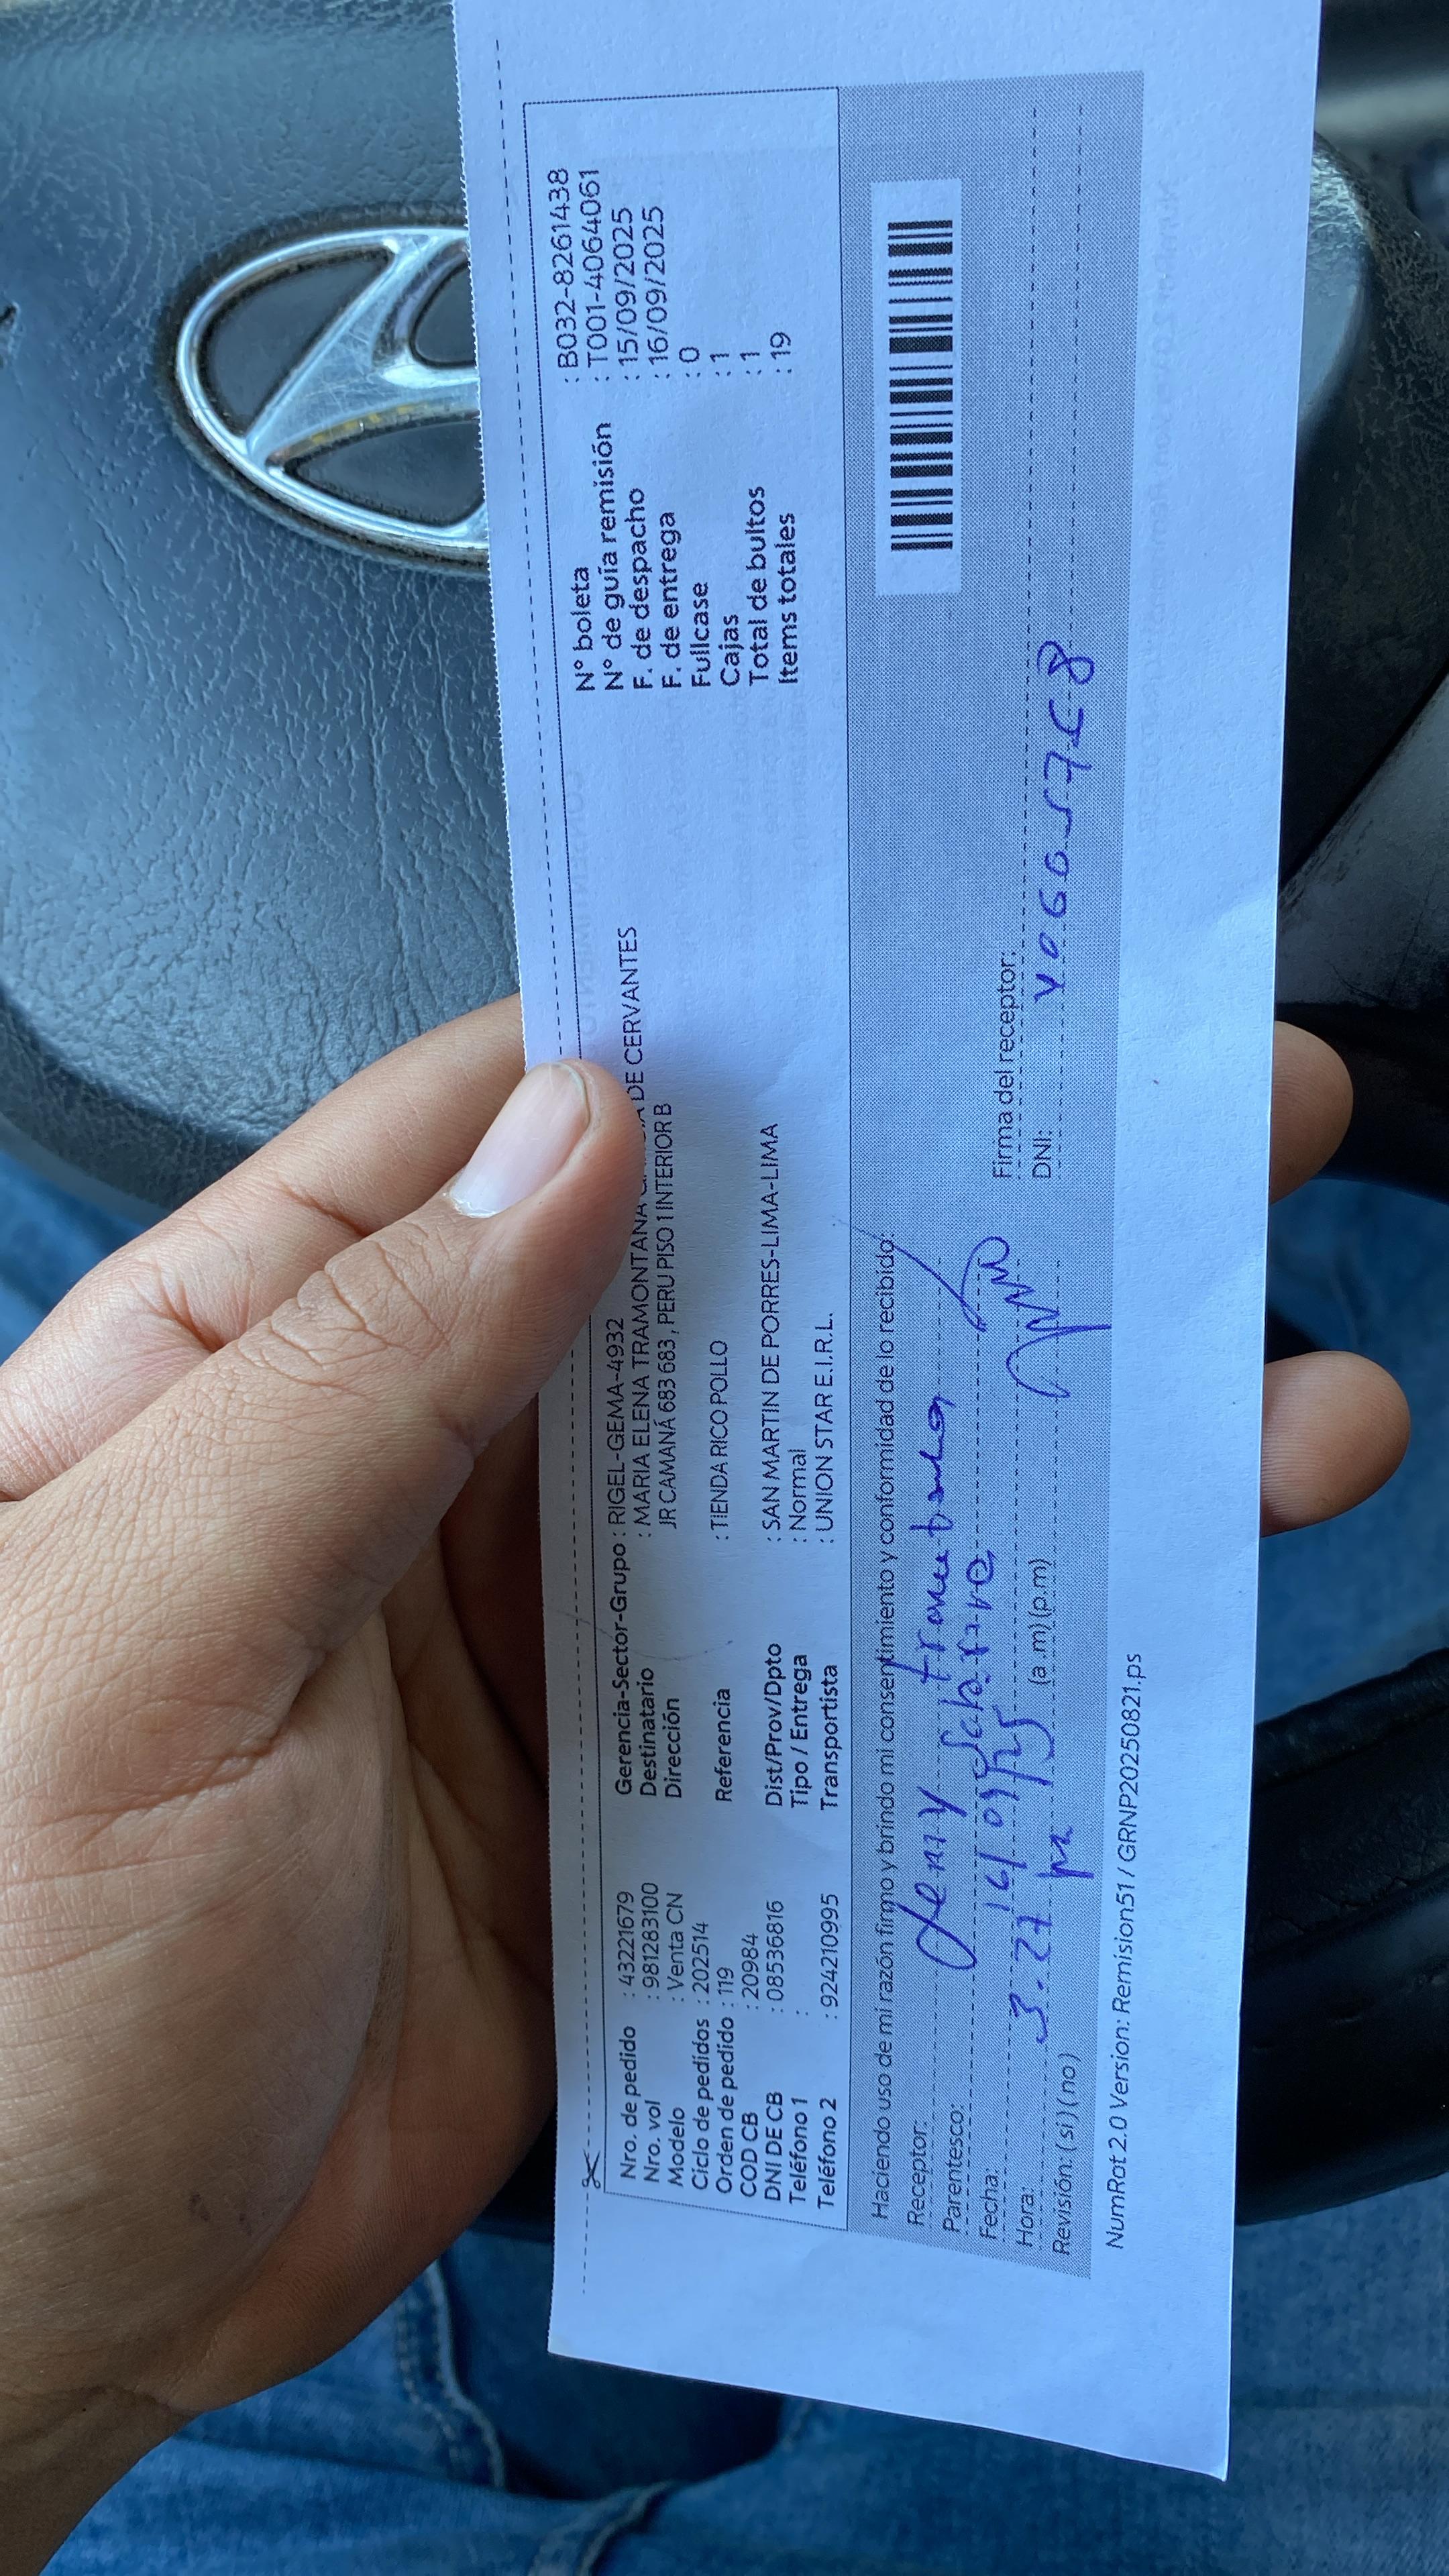 Nro. de pedido : 43221679
Nro. vol : 981283100
Modelo : Venta CN
Ciclo de pedidos : 202514
Orden de pedido : 119
COD CB : 20984
DNI DE CB : 08536816
Teléfono 1 :
Teléfono 2 : 924210995
Gerencia-Sector-Grupo : RIGEL-GEMA-4932
Destinatario : MARIA ELENA TRAMONTANA DE CERVANTES
Dirección JR CAMANÁ 683 683 , PERU PISO 1 INTERIOR B
Referencia : TIENDA RICO POLLO
Dist/Prov/Dpto : SAN MARTIN DE PORRES-LIMA-LIMA
Tipo / Entrega : Normal
Transportista : UNION STAR E.I.R.L.
N° boleta : B032-8261438
N° de guía remisión : T001-4064061
F. de despacho : 15/09/2025
F. de entrega : 16/09/2025
Fullcase : 0
Cajas : 1
Total de bultos : 1
Items totales : 19
Haciendo uso de mi razón firmo y brindo mi consentimiento y conformidad de lo recibido:
Receptor:
Parentesco:
Fecha:
Hora: 3.27 (a .m) (p.m)
Revisión: ( si ) ( no )
Firma del receptor:
DNI:
NumRot 2.0 Version: Remision51 / GRNP20250821.ps